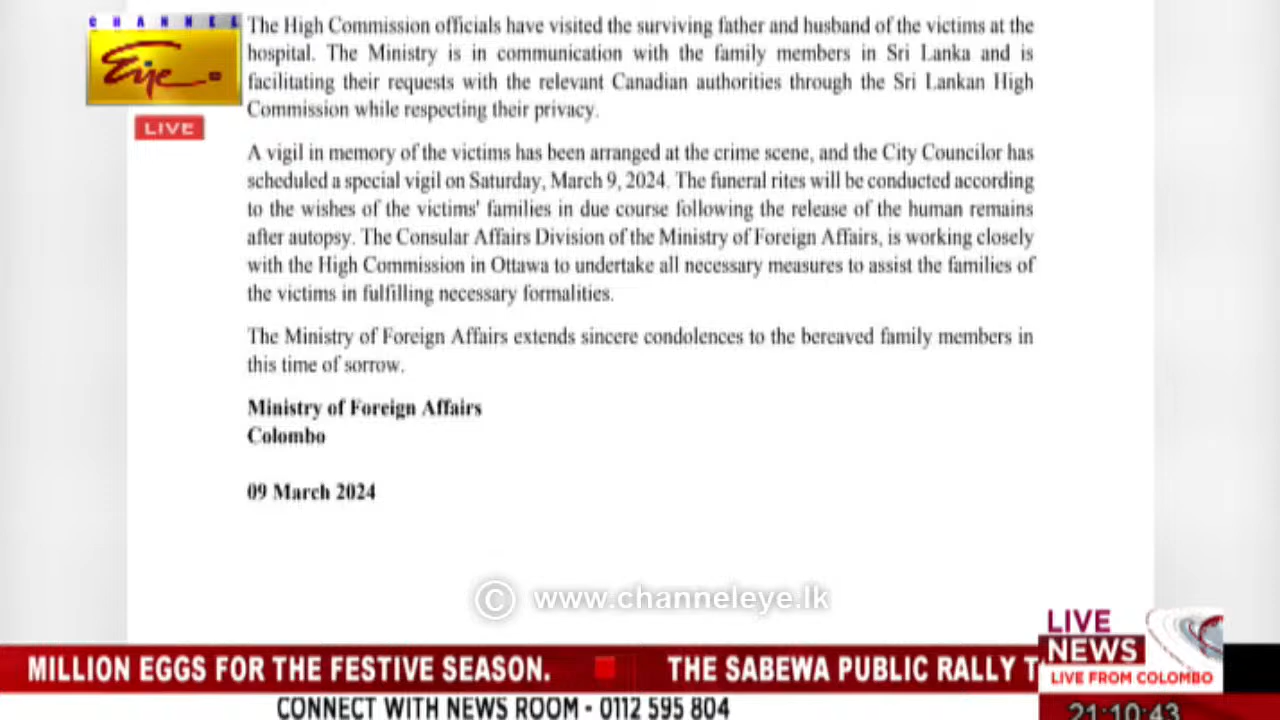 CHANNEL
Eye
LIVE
The High Commission officials have visited the surviving father and husband of the victims at the
hospital. The Ministry is in communication with the family members in Sri Lanka and is
facilitating their requests with the relevant Canadian authorities through the Sri Lankan High
Commission while respecting their privacy.
A vigil in memory of the victims has been arranged at the crime scene, and the City Councilor has
scheduled a special vigil on Saturday, March 9, 2024. The funeral rites will be conducted according
to the wishes of the victims' families in due course following the release of the human remains
after autopsy. The Consular Affairs Division of the Ministry of Foreign Affairs, is working closely
with the High Commission in Ottawa to undertake all necessary measures to assist the families of
the victims in fulfilling necessary formalities.
The Ministry of Foreign Affairs extends sincere condolences to the bereaved family members in
this time of sorrow.
Ministry of Foreign Affairs
Colombo
09 March 2024
© www.channeleye.lk
LIVE
NEWS
LIVE FROM COLOMBO
MILLION EGGS FOR THE FESTIVE SEASON. THE SABEWA PUBLIC RALLY T
CONNECT WITH NEWS ROOM - 0112 595 804
21:10:43